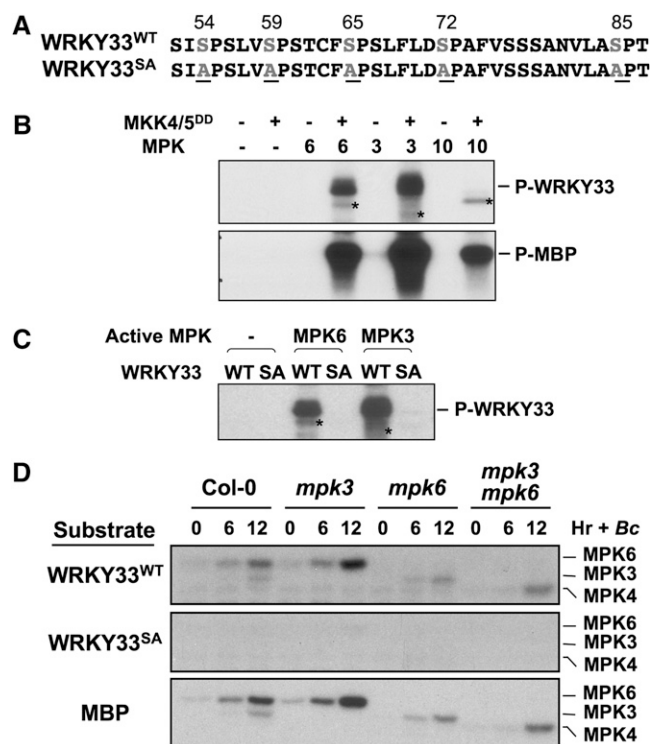 A
54 59 65 72 85
WRKY33WT SISPSLVSPSTCFSPSLFLDSPAFVSSSANVLASPT
WRKY33SA SIAPSLVAPSTCFAPSLFLDAPAFVSSSANVLAAPT
B
MKK4/5DD - + - + - + - +
MPK - - 6 6 3 3 10 10
P-WRKY33
* * *
P-MBP
C
Active MPK - MPK6 MPK3
WRKY33 WT SA WT SA WT SA
P-WRKY33
* *
D
Col-0 mpk3 mpk6 mpk3 mpk6
Substrate 0 6 12 0 6 12 0 6 12 0 6 12 Hr + Bc
WRKY33WT
MPK6
MPK3
MPK4
WRKY33SA
MPK6
MPK3
MPK4
MBP
MPK6
MPK3
MPK4